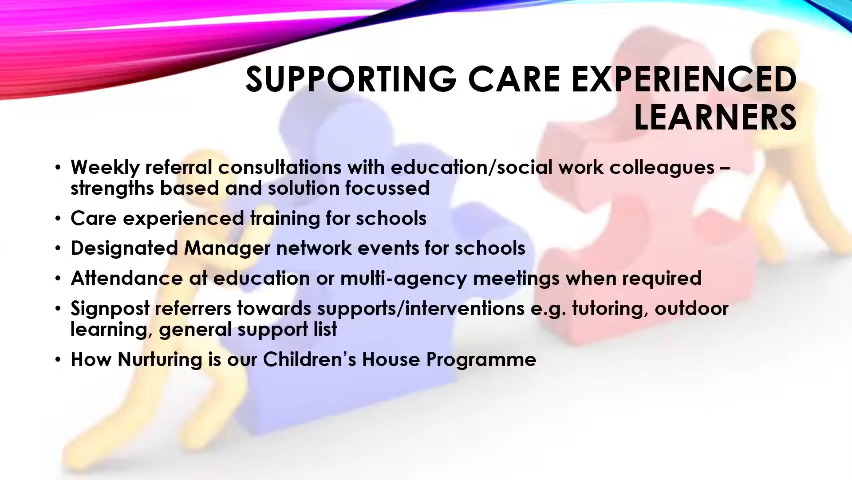 SUPPORTING CARE EXPERIENCED
LEARNERS
• Weekly referral consultations with education/social work colleagues –
strengths based and solution focussed
• Care experienced training for schools
• Designated Manager network events for schools
• Attendance at education or multi-agency meetings when required
• Signpost referrers towards supports/interventions e.g. tutoring, outdoor
learning, general support list
• How Nurturing is our Children’s House Programme